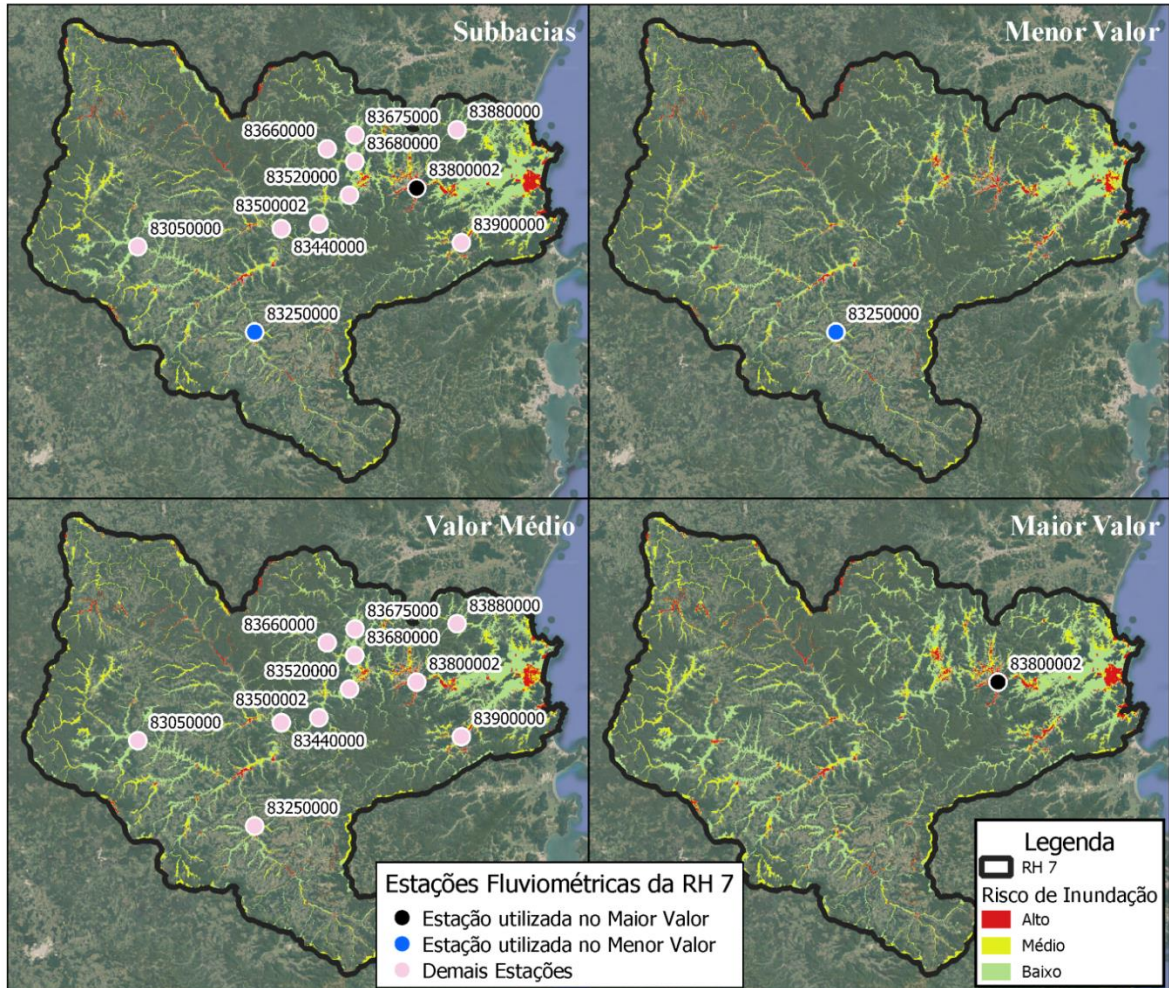 Subbacias
83675000
83880000
83660000
83680000
83520000
83800002
83500002
83050000
83440000
83900000
83250000
Menor Valor
83250000
Valor Médio
83675000
83880000
83660000
83680000
83520000
83800002
83500002
83050000
83440000
83900000
83250000
Maior Valor
83800002
Estações Fluviométricas da RH 7
Estação utilizada no Maior Valor
Estação utilizada no Menor Valor
Demais Estações
Legenda
RH 7
Risco de Inundação
Alto
Médio
Baixo